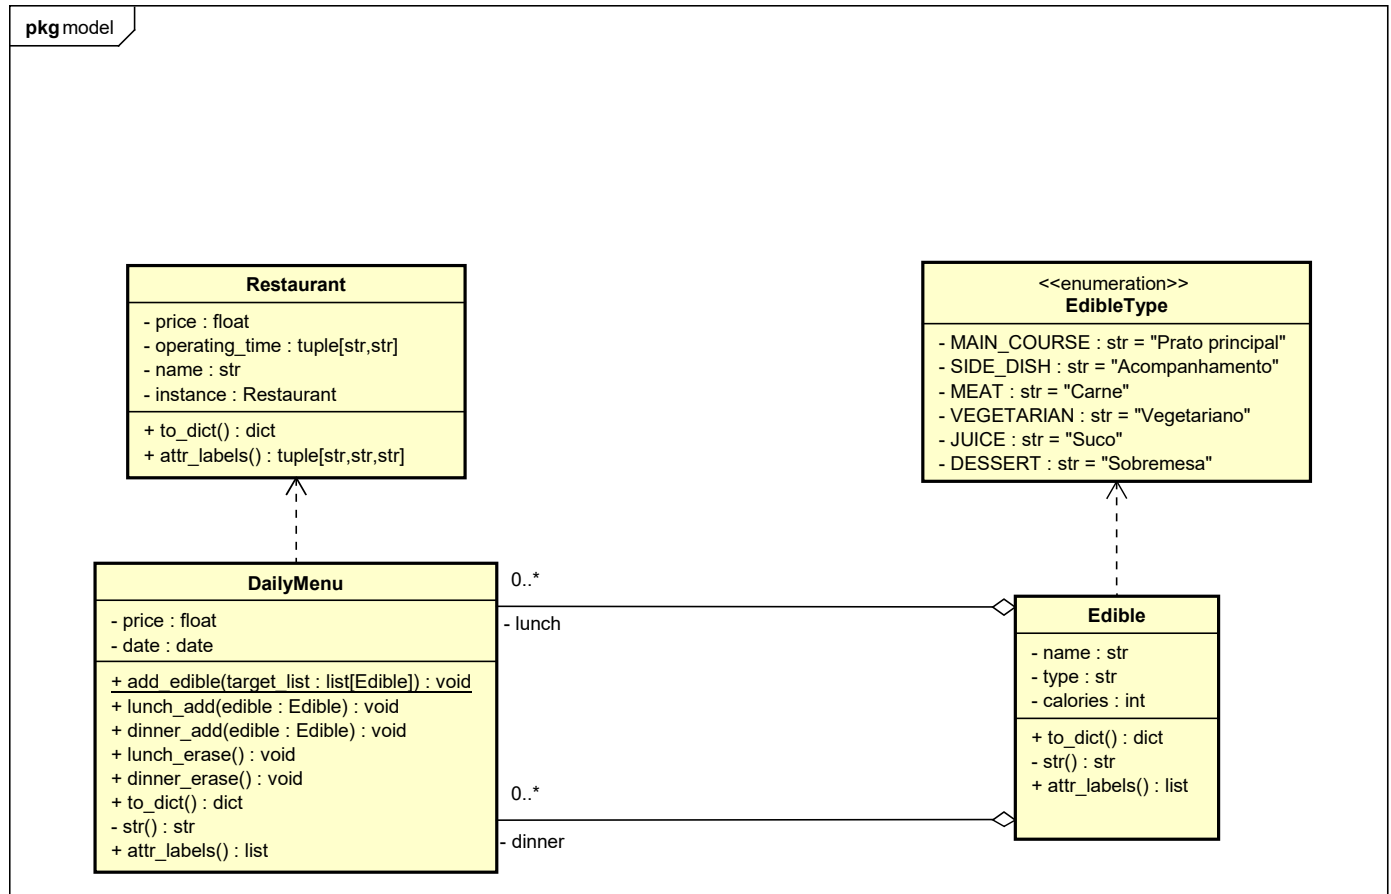 pkg model
Restaurant
- price : float
- operating_time : tuple[str,str]
- name : str
- instance : Restaurant
+ to_dict() : dict
+ attr_labels() : tuple[str,str,str]
<<enumeration>>
EdibleType
- MAIN_COURSE : str = "Prato principal"
- SIDE_DISH : str = "Acompanhamento"
- MEAT : str = "Carne"
- VEGETARIAN : str = "Vegetariano"
- JUICE : str = "Suco"
- DESSERT : str = "Sobremesa"
DailyMenu
- price : float
- date : date
+ add_edible(target_list : list[Edible]) : void
+ lunch_add(edible : Edible) : void
+ dinner_add(edible : Edible) : void
+ lunch_erase() : void
+ dinner_erase() : void
+ to_dict() : dict
- str() : str
+ attr_labels() : list
0..*
- lunch
0..*
- dinner
Edible
- name : str
- type : str
- calories : int
+ to_dict() : dict
- str() : str
+ attr_labels() : list